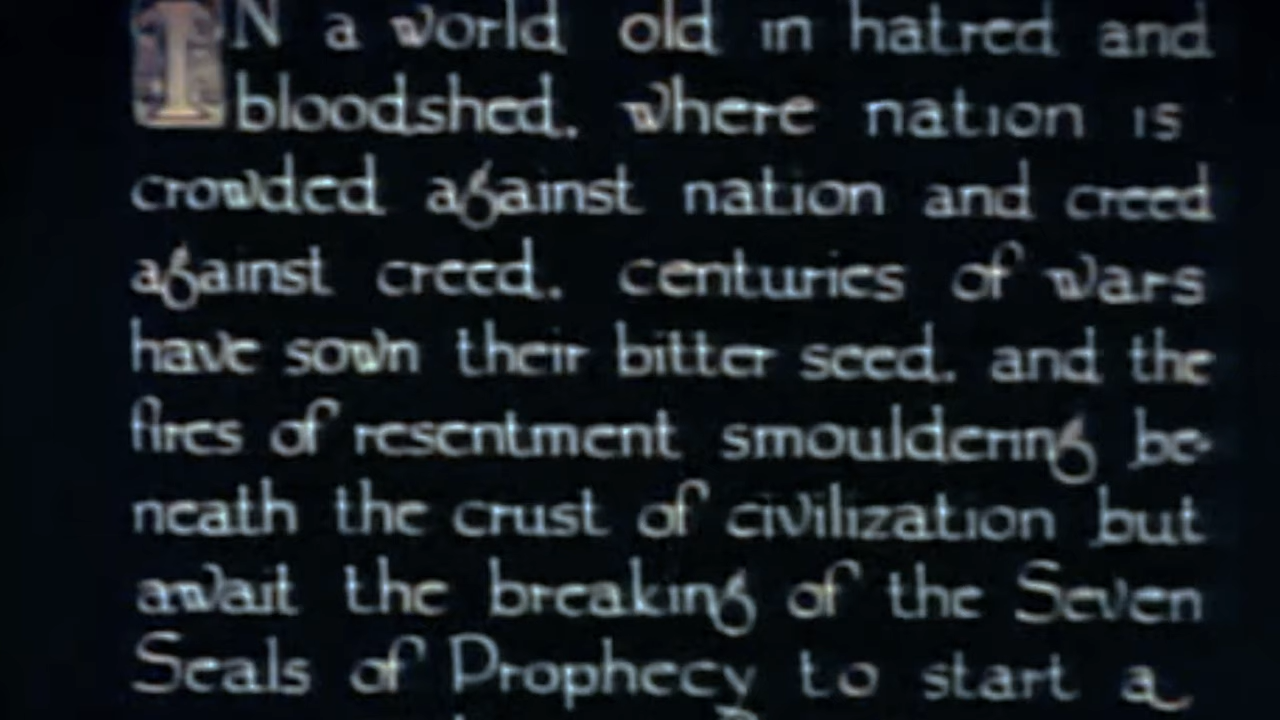 IN a world old in hatred and
bloodshed, where nation is
crowded against nation and creed
against creed, centuries of wars
have sown their bitter seed, and the
fires of resentment smouldering be-
neath the crust of civilization but
await the breaking of the Seven
Seals of Prophecy to start a